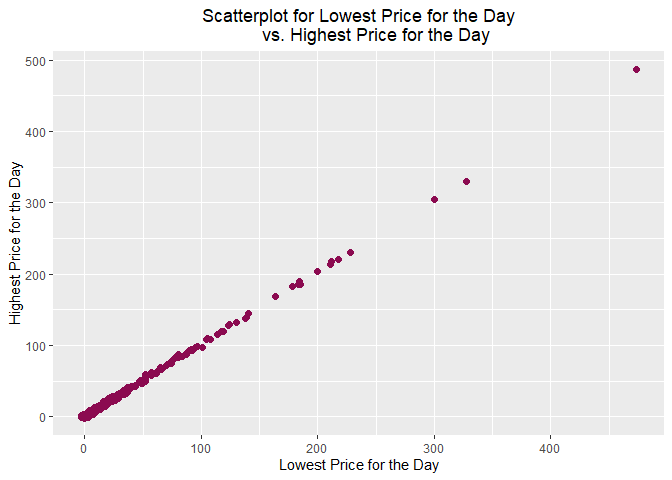 Scatterplot for Lowest Price for the Day
vs. Highest Price for the Day
Highest Price for the Day
500
400
300
200
100
0
0 100 200 300 400
Lowest Price for the Day